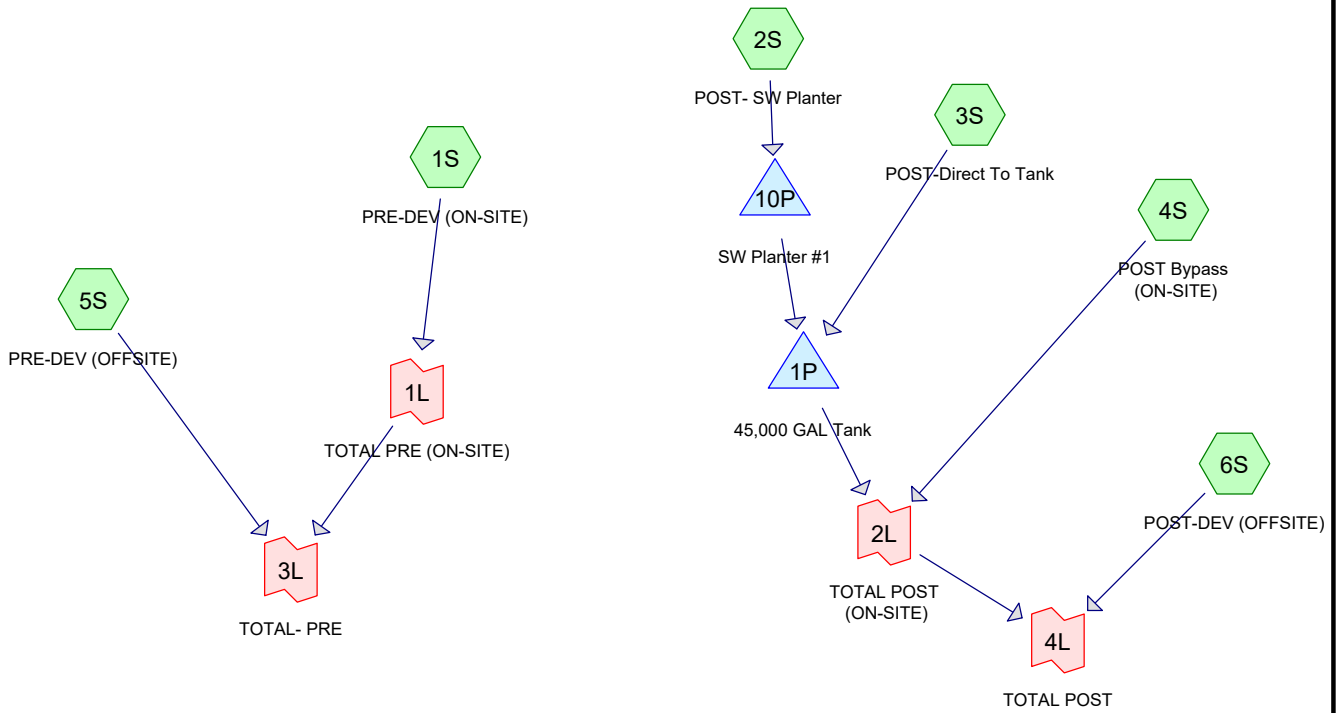 2S
POST- SW Planter
3S
POST-Direct To Tank
1S
PRE-DEV (ON-SITE)
10P
SW Planter #1
4S
POST Bypass
(ON-SITE)
5S
PRE-DEV (OFFSITE)
1L
TOTAL PRE (ON-SITE)
1P
45,000 GAL Tank
6S
POST-DEV (OFFSITE)
2L
TOTAL POST
(ON-SITE)
3L
TOTAL- PRE
4L
TOTAL POST